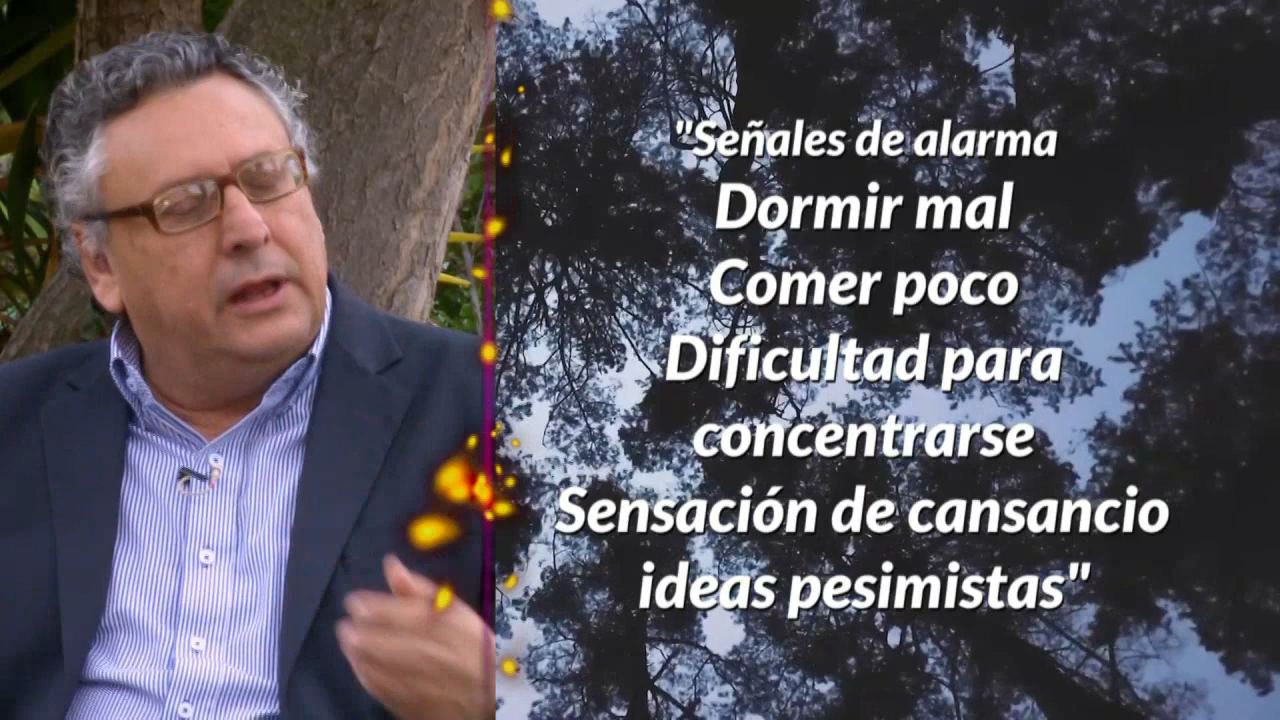 "Señales de alarma
Dormir mal
Comer poco
Dificultad para
concentrarse
Sensación de cansancio
ideas pesimistas"